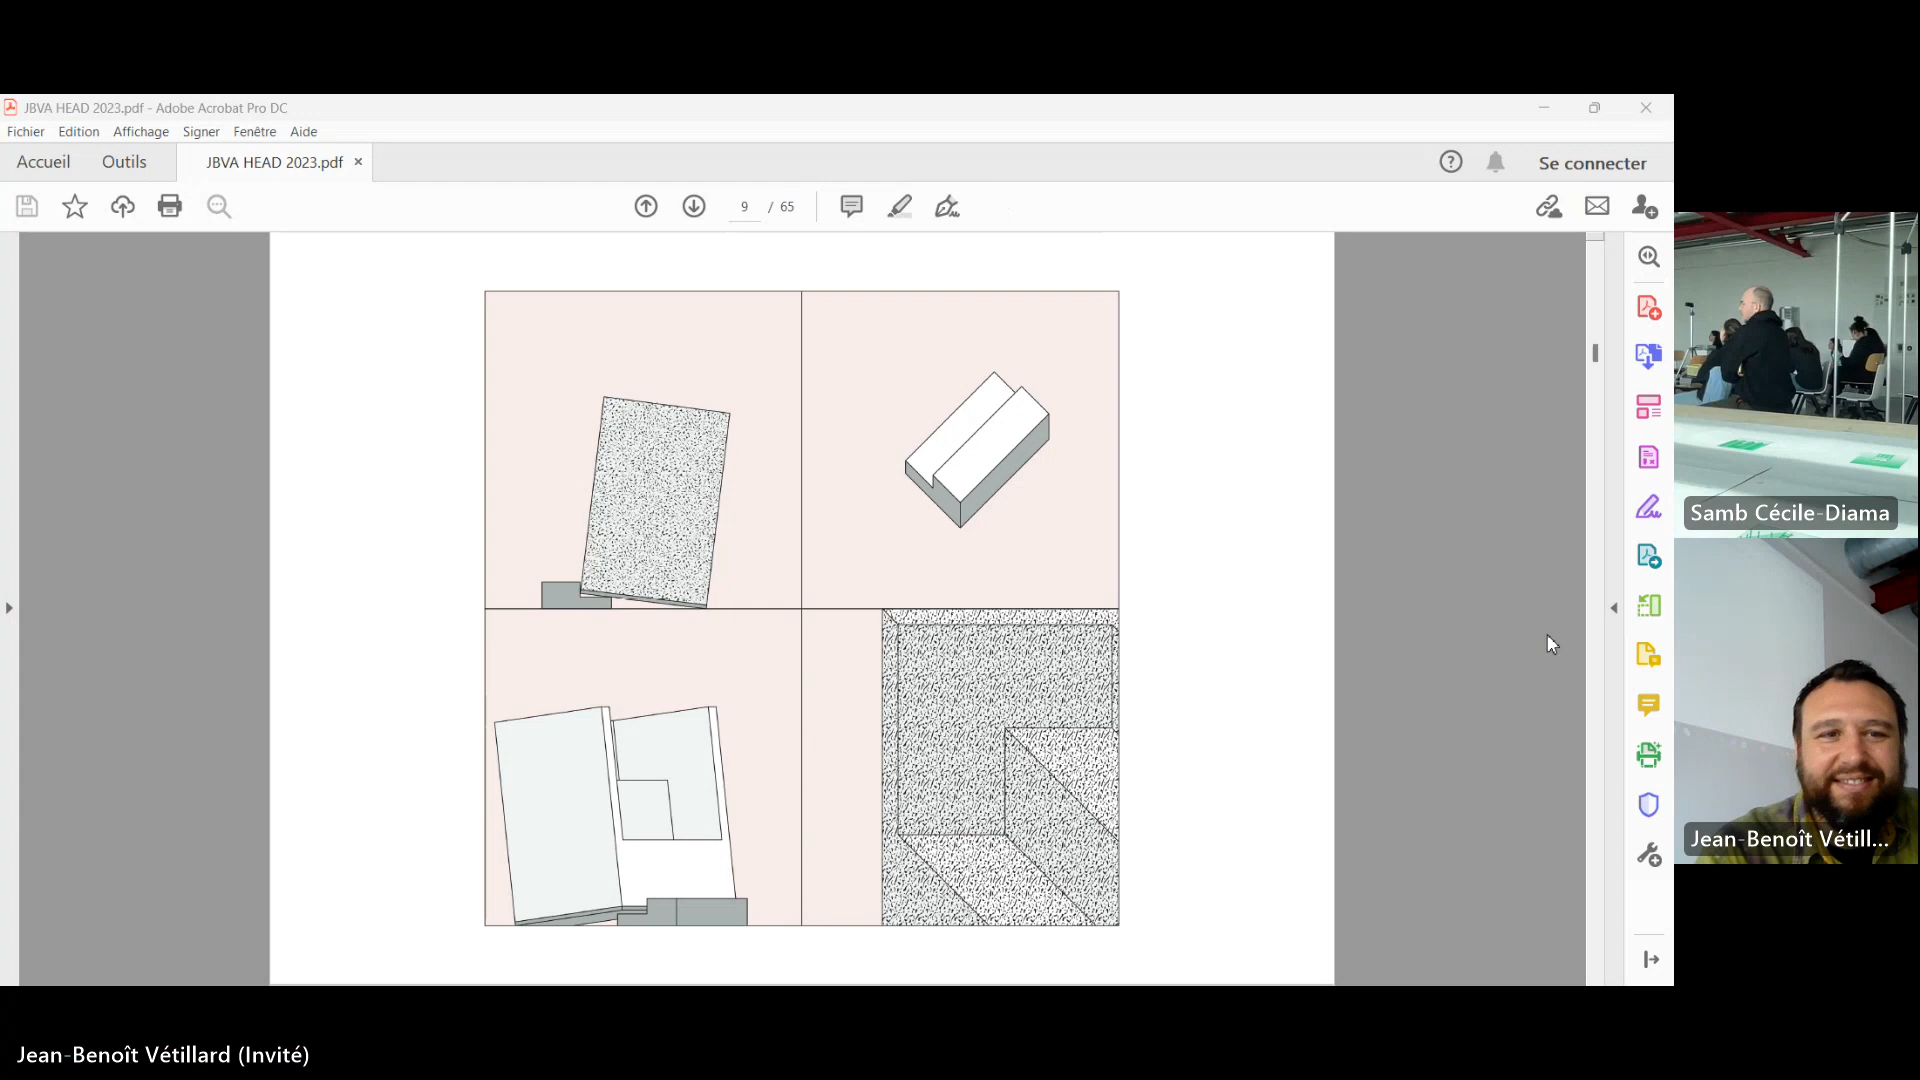 JBVA HEAD 2023.pdf - Adobe Acrobat Pro DC
Fichier Edition Affichage Signer Fenêtre Aide
Accueil Outils JBVA HEAD 2023.pdf × Se connecter
9 / 65
Samb Cécile-Diama
Jean-Benoît Vétill...
Jean-Benoît Vétillard (Invité)